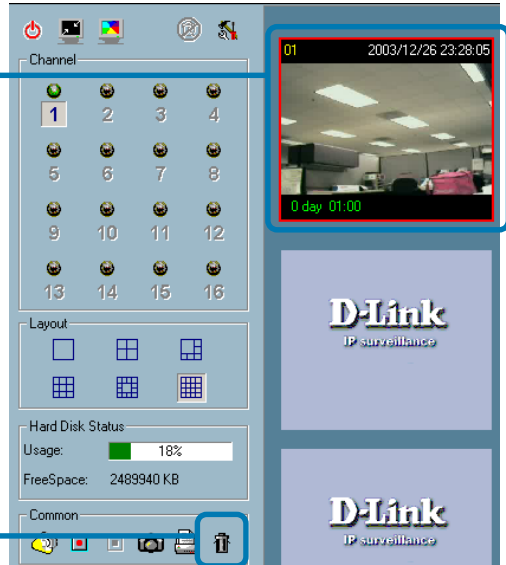 Channel
1 2 3 4
5 6 7 8
9 10 11 12
13 14 15 16
Layout
Hard Disk Status
Usage: 18%
FreeSpace: 2489940 KB
Common
01 2003/12/26 23:28:05
0 day 01:00
D-Link
IP surveillance
D-Link
IP surveillance